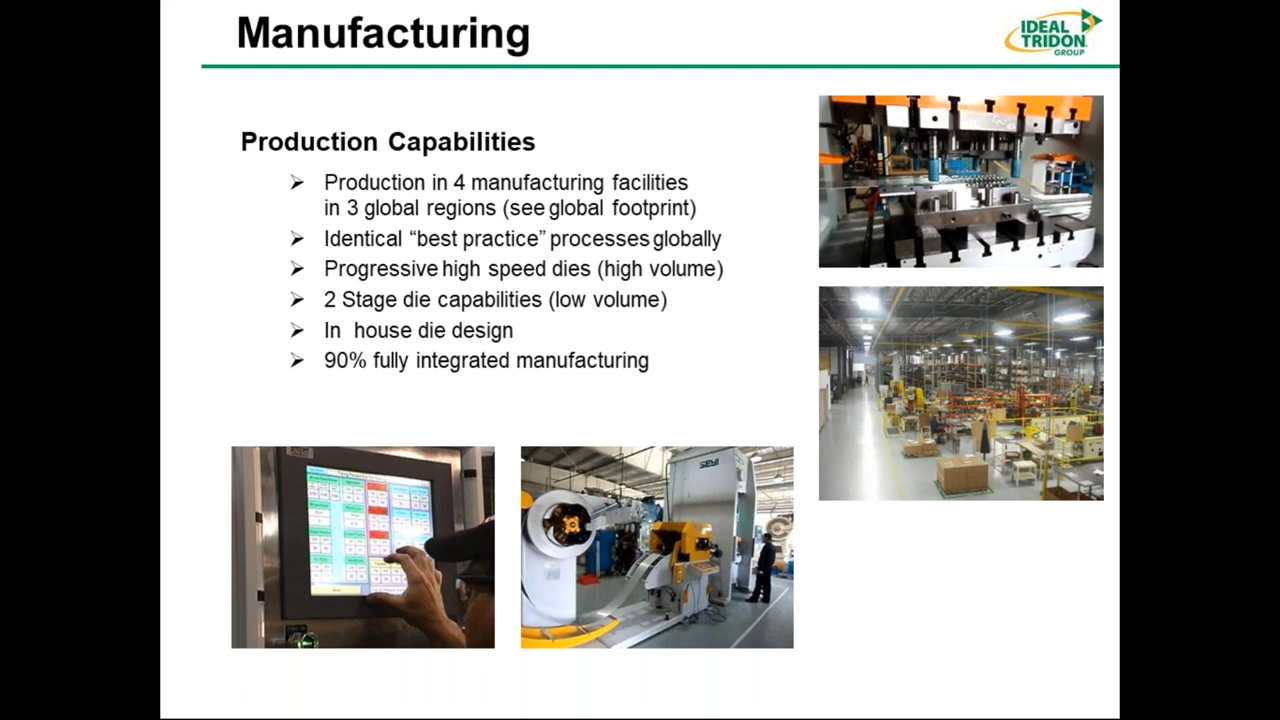 Manufacturing
IDEAL
TRIDON
GROUP
Production Capabilities
➢ Production in 4 manufacturing facilities
in 3 global regions (see global footprint)
➢ Identical “best practice” processes globally
➢ Progressive high speed dies (high volume)
➢ 2 Stage die capabilities (low volume)
➢ In  house die design
➢ 90% fully integrated manufacturing
SEYI